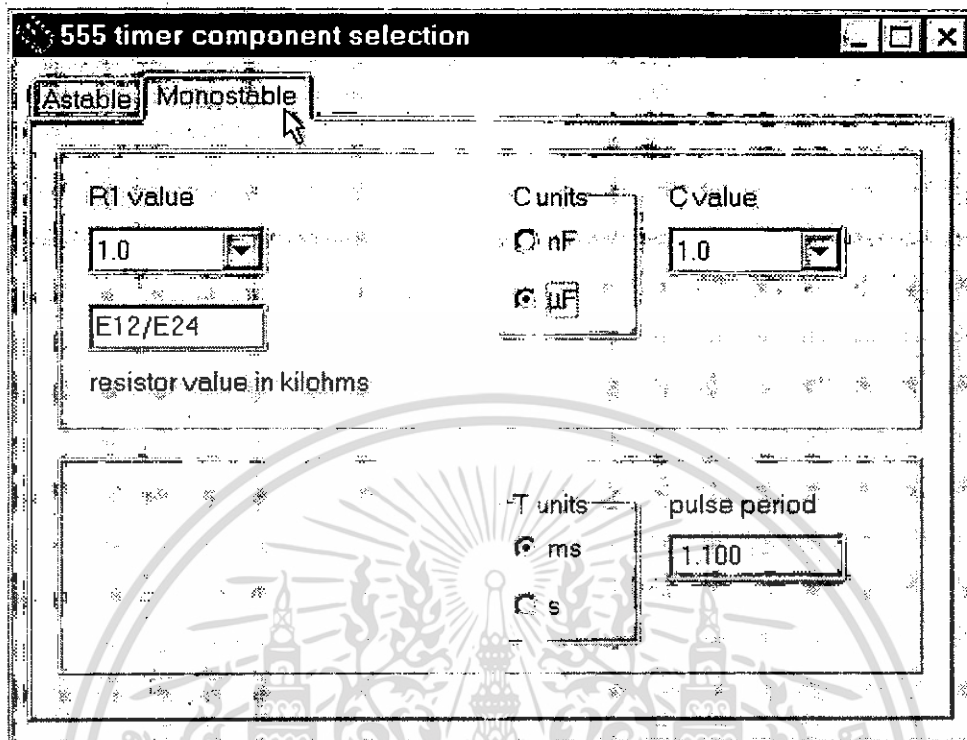 555 timer component selection
Astable Monostable
R1 value
C units
C value
1.0
nF
1.0
µF
E12/E24
resistor value in kilohms
T units
pulse period
ms
1.100
s